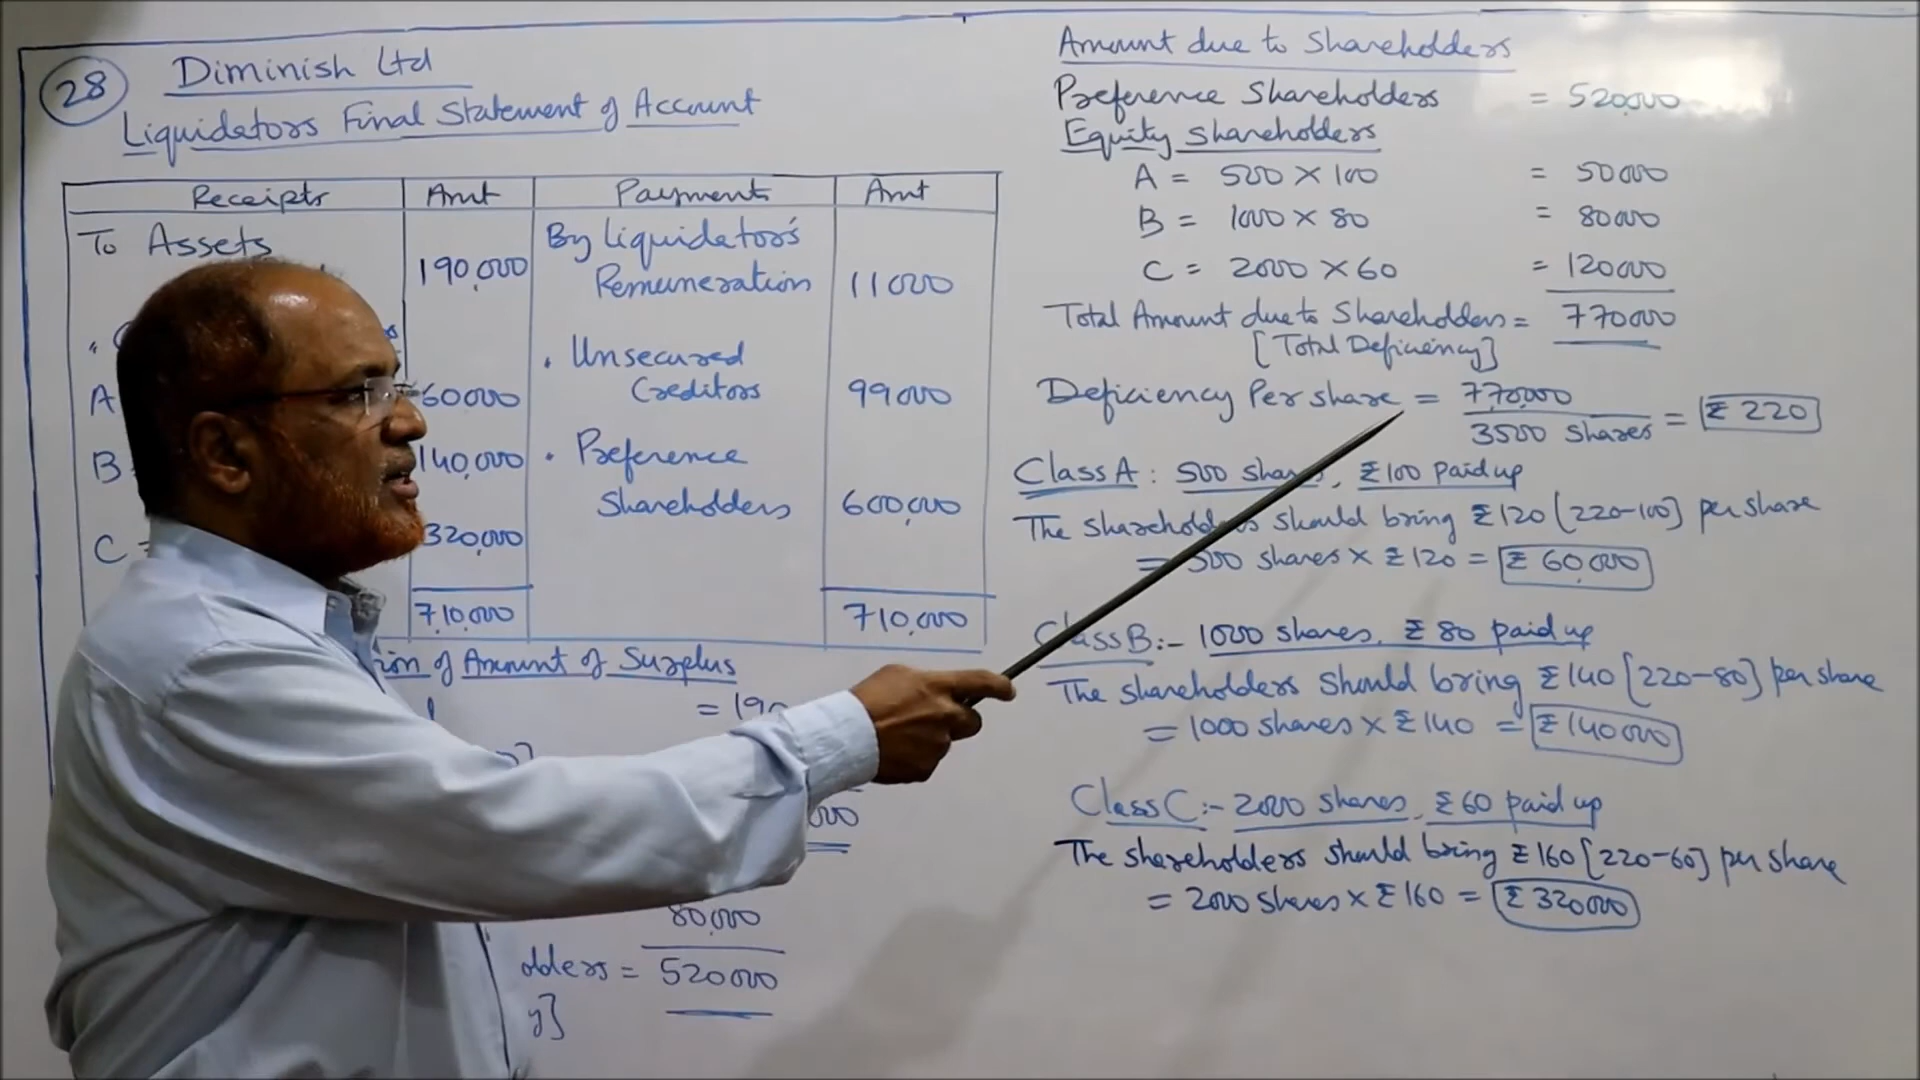 28
Diminish Ltd
Liquidators Final Statement of Account
Receipts Amt Payments Amt
To Assets 190,000 By Liquidator's
Remuneration 11000
" Unsecured
A 60000 Creditors 99000
B 140,000 " Preference
Shareholders 600,000
C = 320,000
710,000 710,000
of Amount of Surplus
= 190
80,000
olders = 520000
y]
Amount due to Shareholders
Preference Shareholders = 520,000
Equity Shareholders
A = 500 X 100 = 50000
B = 1000 X 80 = 80000
C = 2000 X 60 = 120000
Total Amount due to Shareholders = 770000
[Total Deficiency]
Deficiency Per share = 770,000 / 3500 shares = ₹ 220
Class A : 500 shares, ₹100 paid up
The shareholders should bring ₹120 [220-100] per share
= 500 shares × ₹120 = ₹ 60,000
Class B:- 1000 shares, ₹ 80 paid up
The shareholders should bring ₹140 [220-80] per share
= 1000 shares × ₹140 = ₹ 140000
Class C:- 2000 shares, ₹60 paid up
The shareholders should bring ₹160 [220-60] per share
= 2000 shares × ₹160 = ₹ 320000